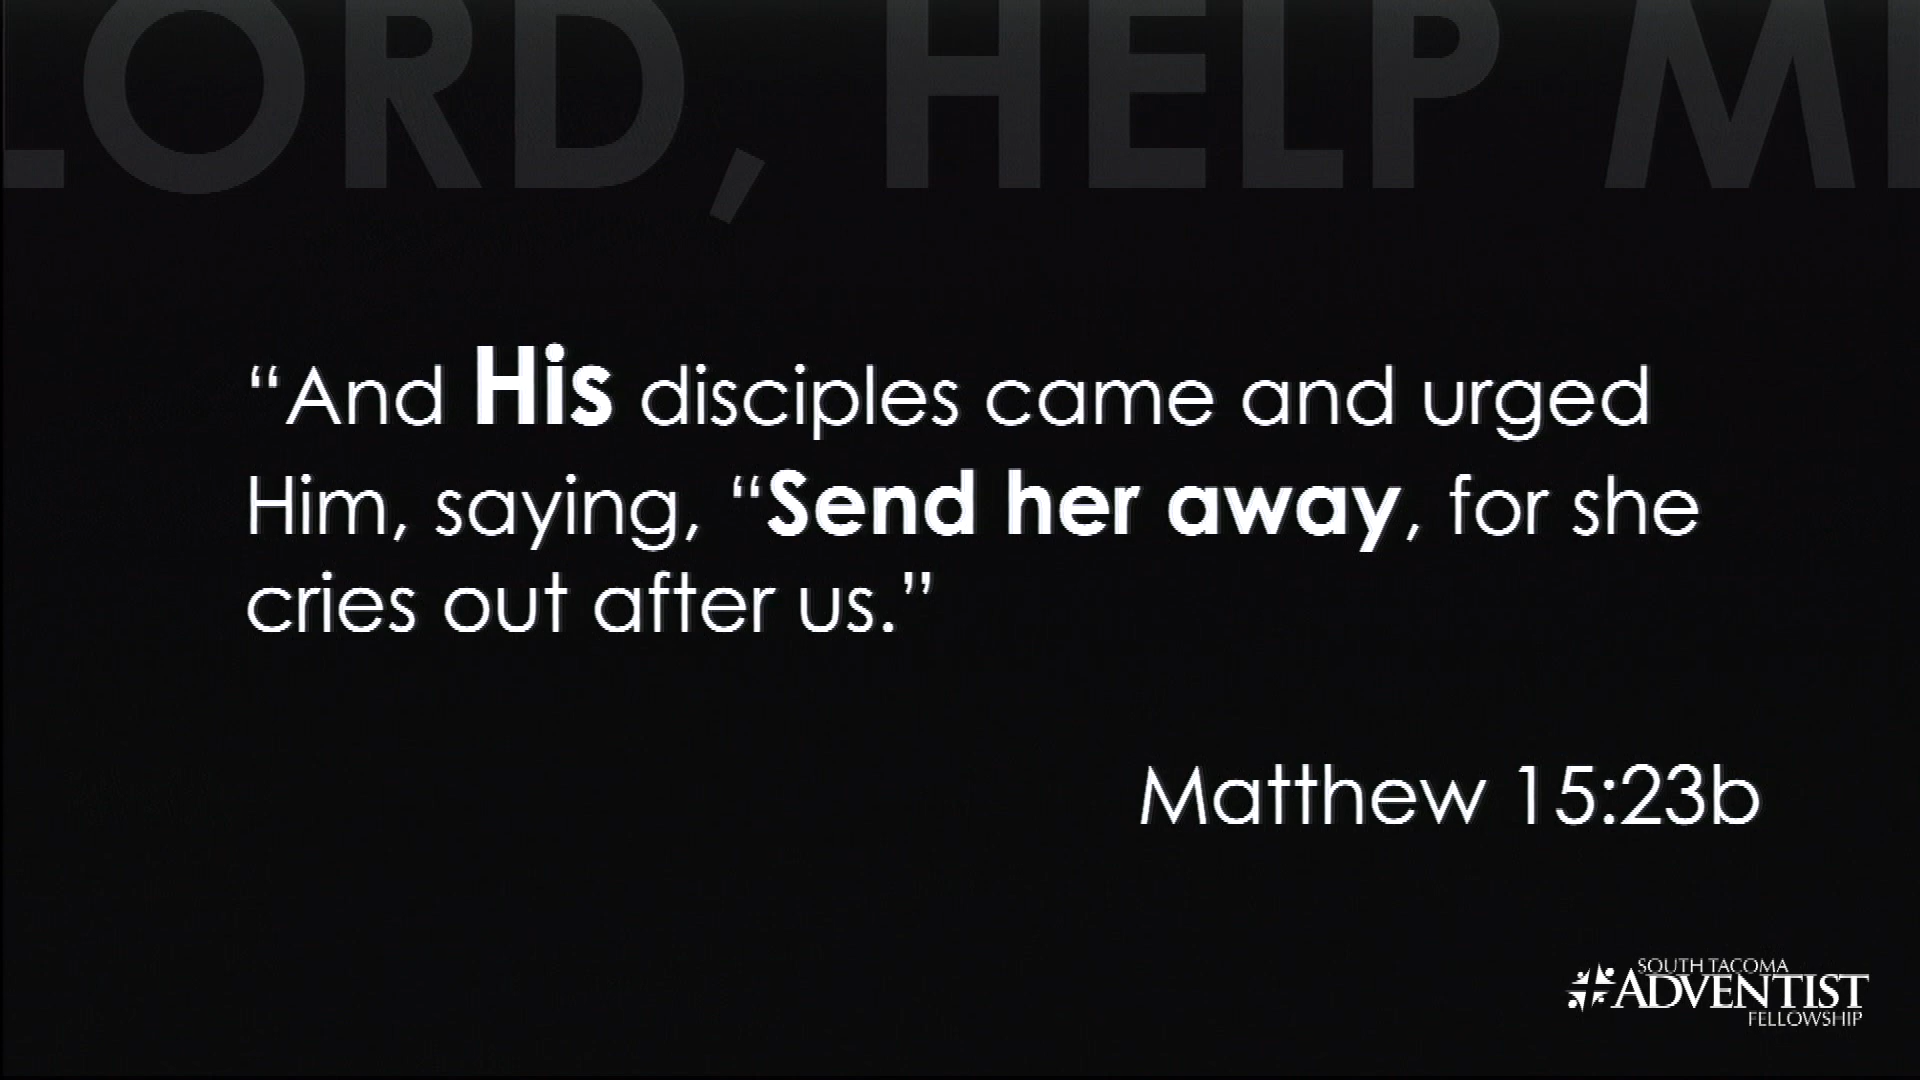 LORD, HELP ME
“And His disciples came and urged
Him, saying, “Send her away, for she
cries out after us.”
Matthew 15:23b
SOUTH TACOMA
ADVENTIST
FELLOWSHIP